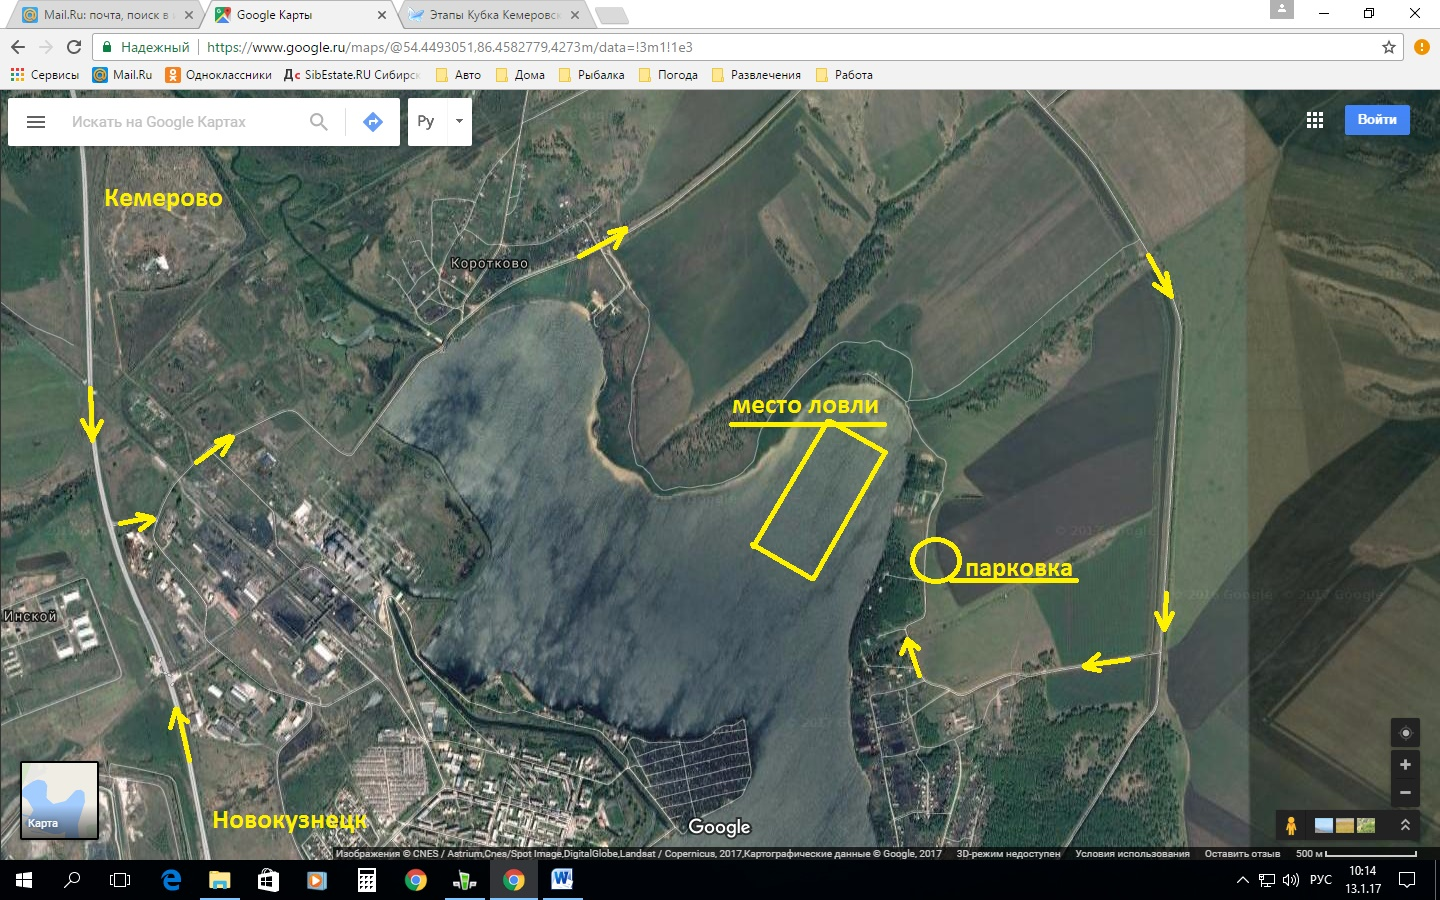 Mail.Ru: почта, поиск в
Google Карты
Этапы Кубка Кемеровс
Надежный
https://www.google.ru/maps/@54.4493051,86.4582779,4273m/data=!3m1!1e3
Сервисы
Mail.Ru
Одноклассники
Дс SibEstate.RU Сибирск
Авто
Дома
Рыбалка
Погода
Развлечения
Работа
Искать на Google Картах
Ру
Войти
Кемерово
Коротково
место ловли
парковка
Инской
Новокузнецк
Карта
Google
Изображения © CNES / Astrium,Cnes/Spot Image,DigitalGlobe,Landsat / Copernicus, 2017,Картографические данные © Google, 2017
3D-режим недоступен
Условия использования
Оставить отзыв
500 м
РУС
10:14
13.1.17